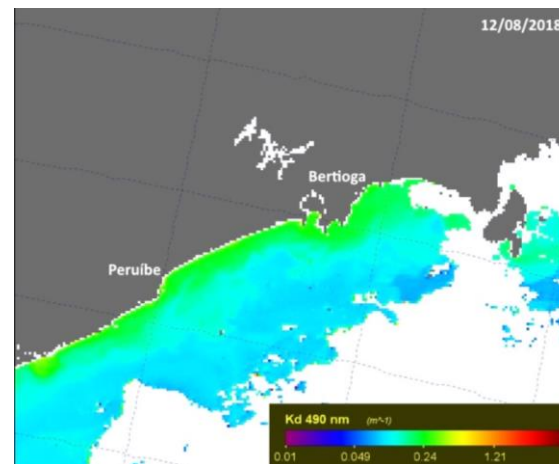 12/08/2018
Bertioga
Peruíbe
Kd 490 nm (m^-1)
0.01 0.049 0.24 1.21